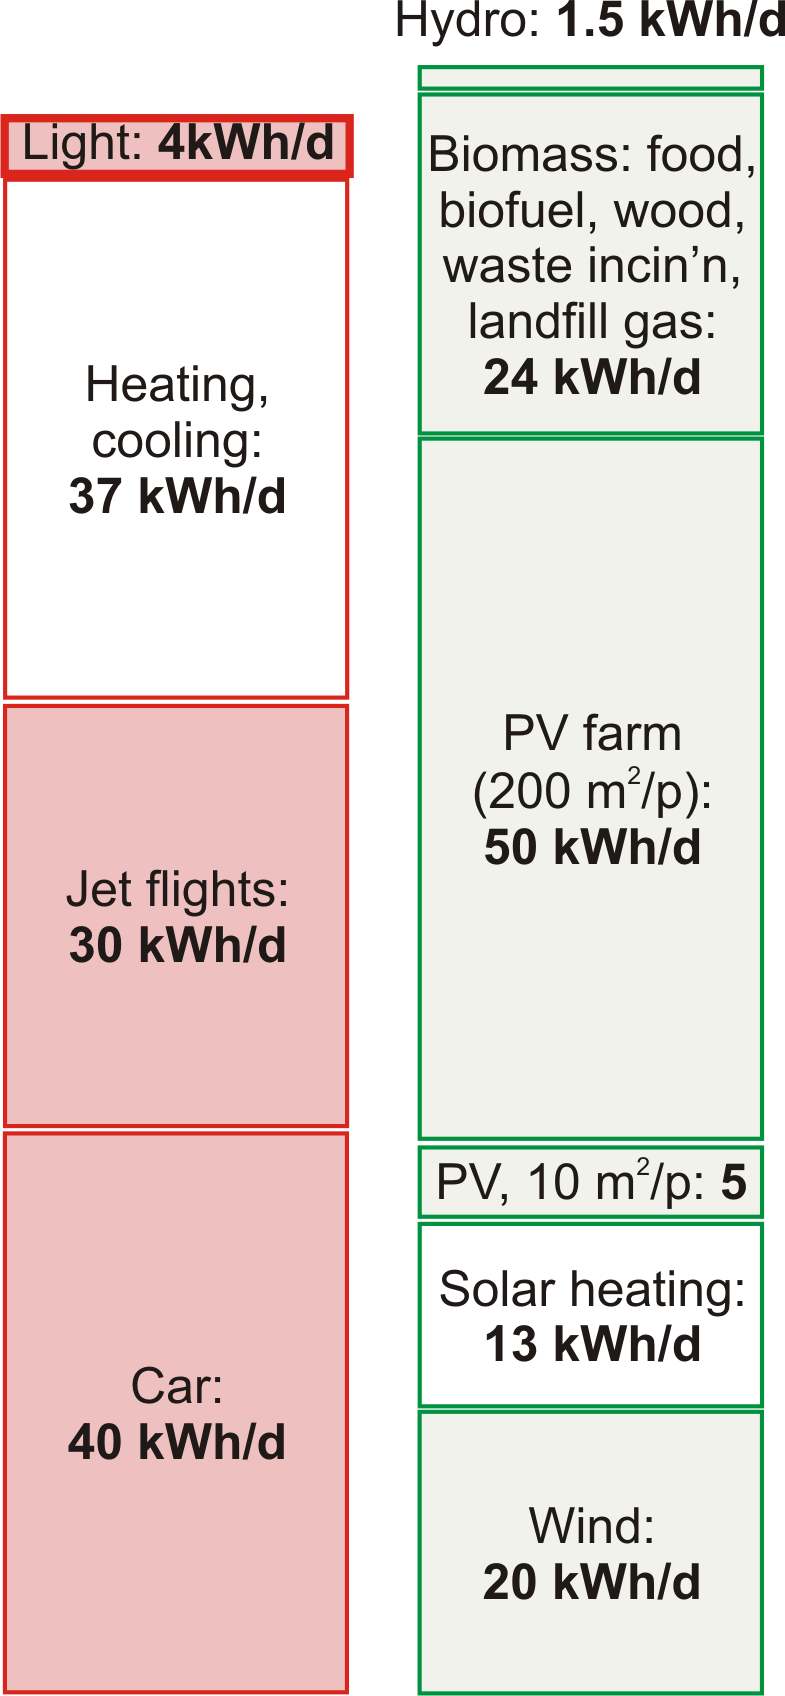 Light: 4kWh/d
Heating,
cooling:
37 kWh/d
Jet flights:
30 kWh/d
Car:
40 kWh/d
Hydro: 1.5 kWh/d
Biomass: food,
biofuel, wood,
waste incin’n,
landfill gas:
24 kWh/d
PV farm
(200 m²/p):
50 kWh/d
PV, 10 m²/p: 5
Solar heating:
13 kWh/d
Wind:
20 kWh/d